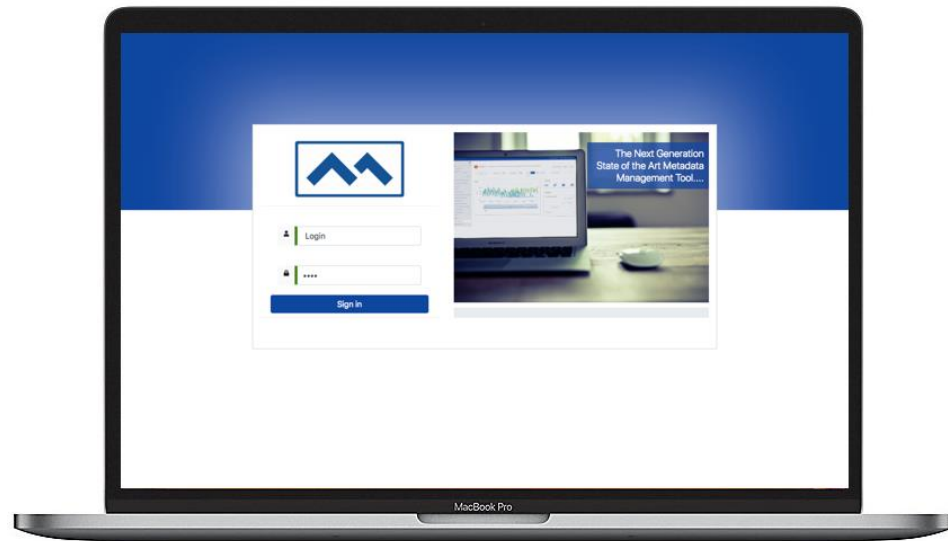 The Next Generation
State of the Art Metadata
Management Tool....
Login
••••
Sign in
MacBook Pro